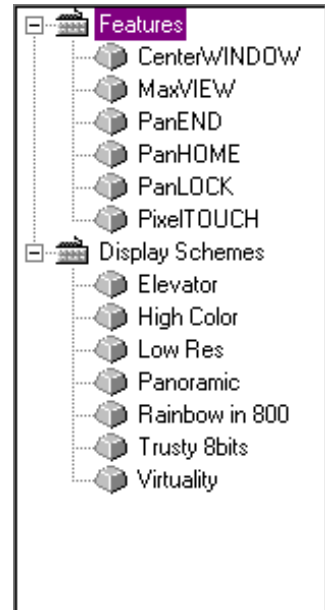 Features
CenterWINDOW
MaxVIEW
PanEND
PanHOME
PanLOCK
PixelTOUCH
Display Schemes
Elevator
High Color
Low Res
Panoramic
Rainbow in 800
Trusty 8bits
Virtuality